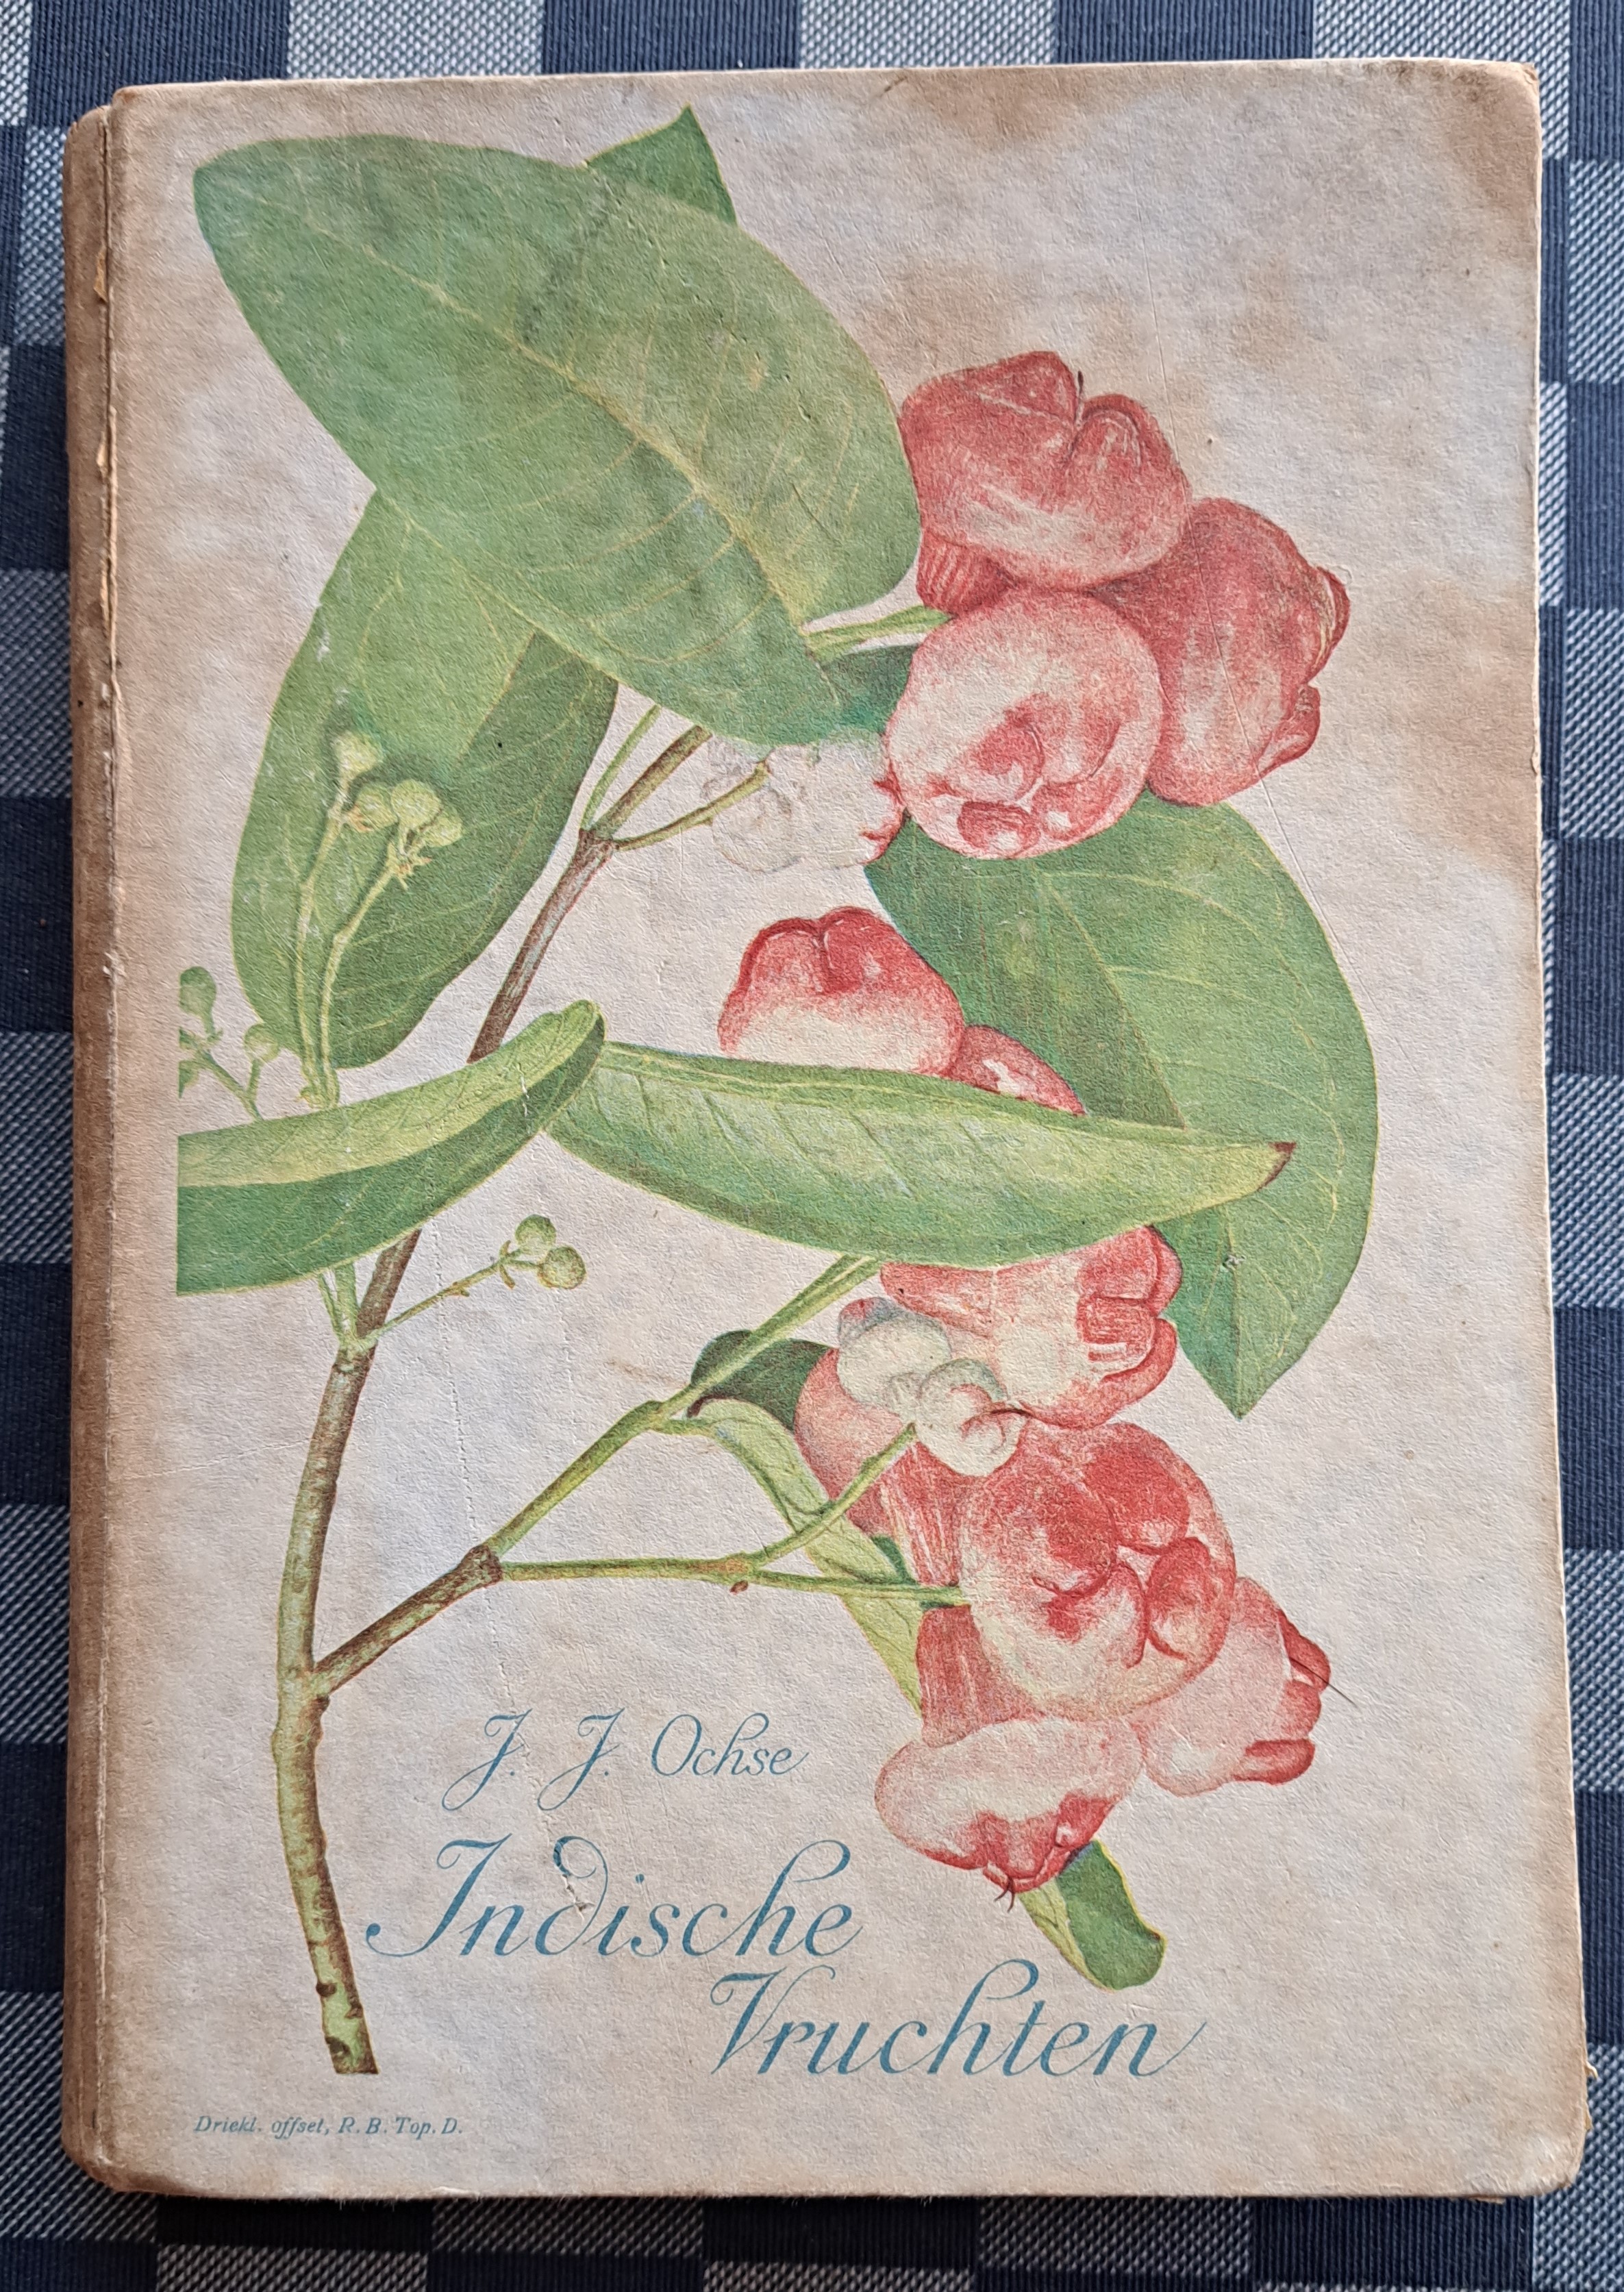 J. J. Ochse
Indische
Vruchten
Driekl. offset, R. B. Top. D.